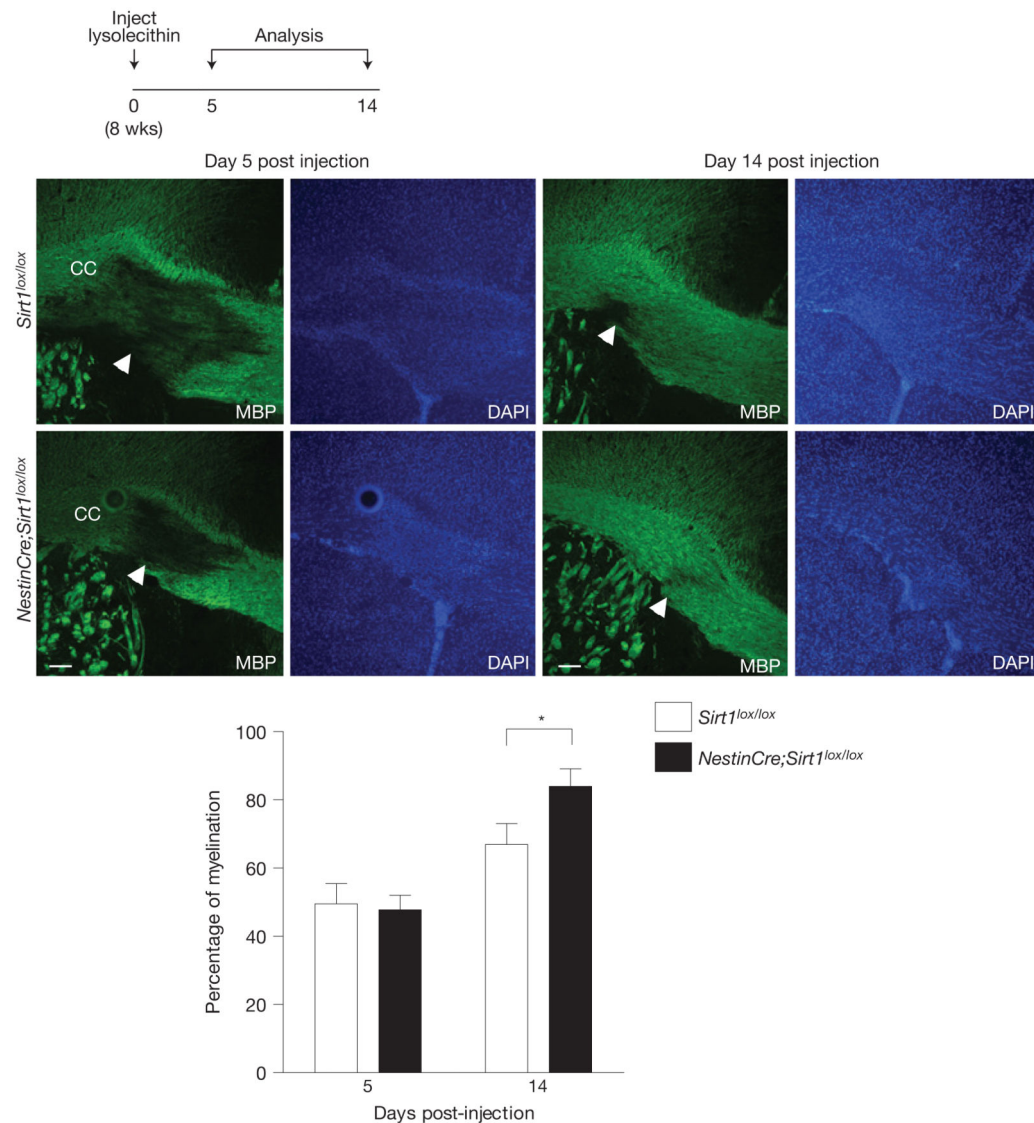 Inject
lysolecithin
Analysis
0
5
14
(8 wks)
Day 5 post injection
Day 14 post injection
Sirt1lox/lox
CC
MBP
DAPI
MBP
DAPI
NestinCre;Sirt1lox/lox
CC
MBP
DAPI
MBP
DAPI
Sirt1lox/lox
NestinCre;Sirt1lox/lox
*
Percentage of myelination
100
80
60
40
20
0
5
14
Days post-injection